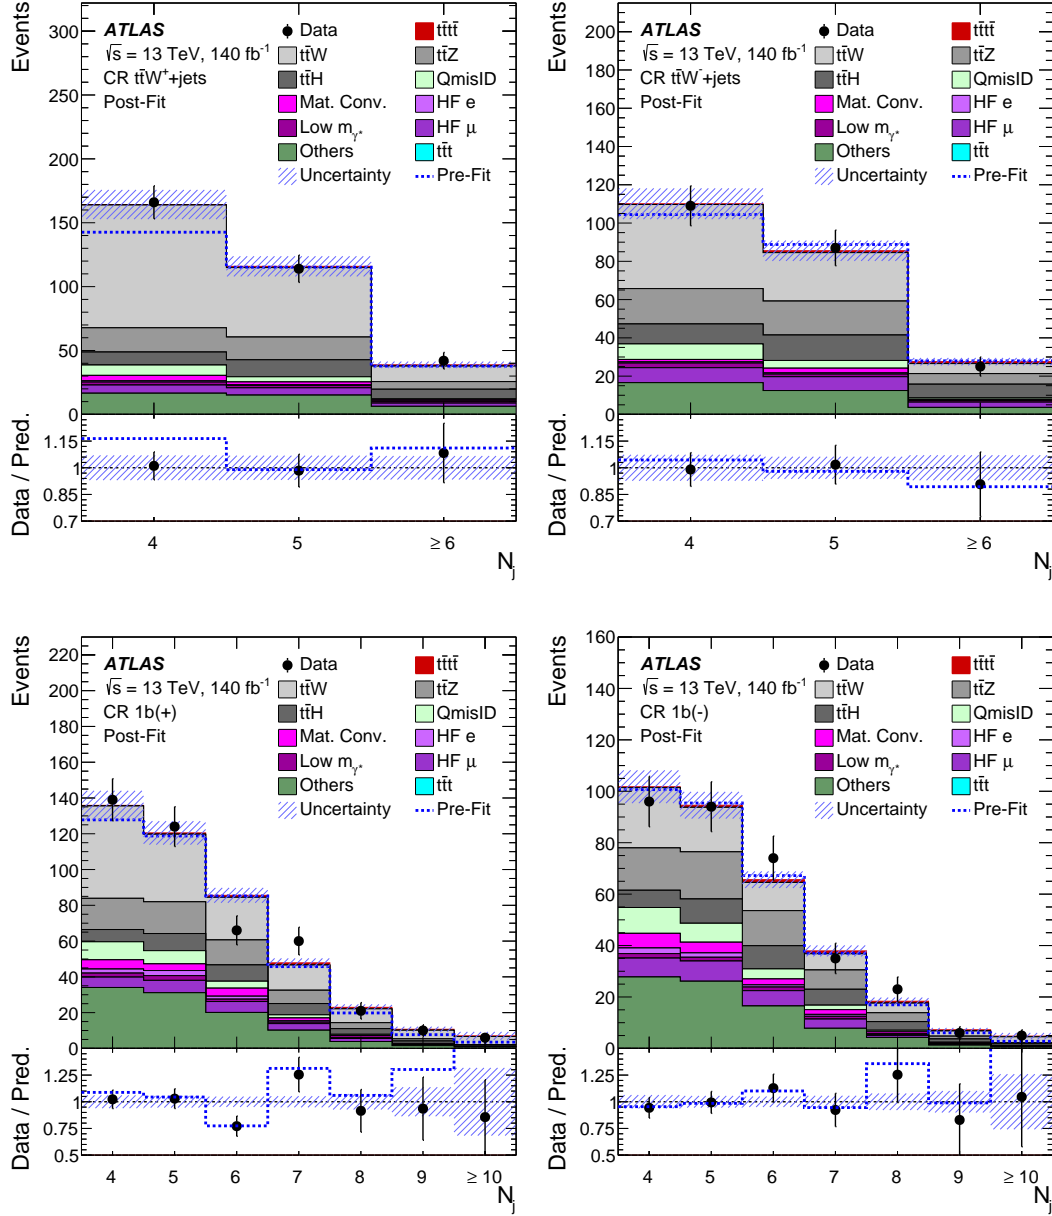 Events
320
300
250
200
150
100
50
0
ATLAS
√s = 13 TeV, 140 fb⁻¹
CR tt̄W⁺+jets
Post-Fit
Data
tt̄tt̄
tt̄W
tt̄Z
tt̄H
QmisID
Mat. Conv.
HF e
Low m_γ*
HF μ
Others
tt̄t
Uncertainty
Pre-Fit
Data / Pred.
1.15
1
0.85
0.7
4
5
≥ 6
N_j
Events
200
180
160
140
120
100
80
60
40
20
0
ATLAS
√s = 13 TeV, 140 fb⁻¹
CR tt̄W⁻+jets
Post-Fit
Data
tt̄tt̄
tt̄W
tt̄Z
tt̄H
QmisID
Mat. Conv.
HF e
Low m_γ*
HF μ
Others
tt̄t
Uncertainty
Pre-Fit
Data / Pred.
1.15
1
0.85
0.7
4
5
≥ 6
N_j
Events
220
200
180
160
140
120
100
80
60
40
20
0
ATLAS
√s = 13 TeV, 140 fb⁻¹
CR 1b(+)
Post-Fit
Data
tt̄tt̄
tt̄W
tt̄Z
tt̄H
QmisID
Mat. Conv.
HF e
Low m_γ*
HF μ
Others
tt̄t
Uncertainty
Pre-Fit
Data / Pred.
1.25
1
0.75
0.5
4
5
6
7
8
9
≥ 10
N_j
Events
160
140
120
100
80
60
40
20
0
ATLAS
√s = 13 TeV, 140 fb⁻¹
CR 1b(-)
Post-Fit
Data
tt̄tt̄
tt̄W
tt̄Z
tt̄H
QmisID
Mat. Conv.
HF e
Low m_γ*
HF μ
Others
tt̄t
Uncertainty
Pre-Fit
Data / Pred.
1.25
1
0.75
0.5
4
5
6
7
8
9
≥ 10
N_j